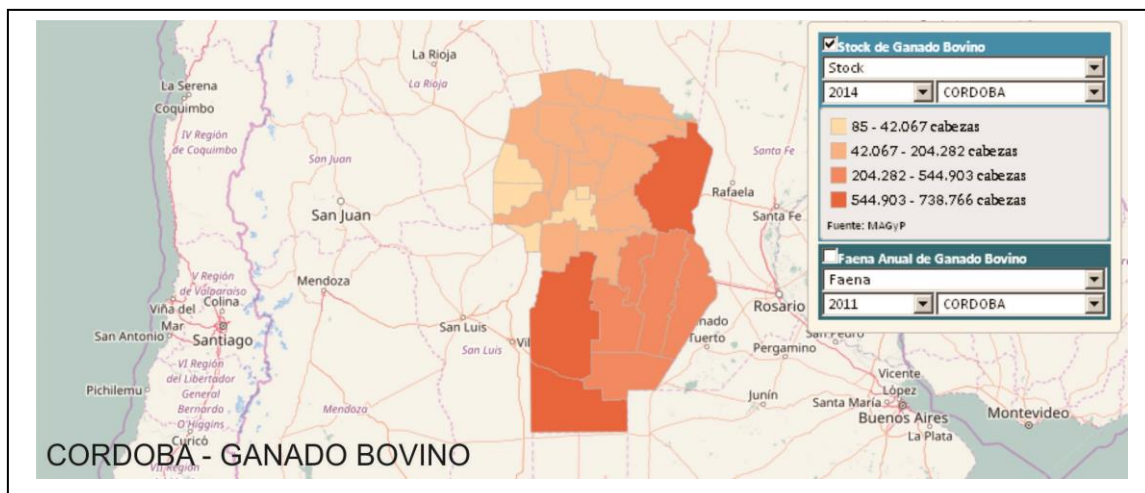 La Rioja
La Rioja
La Serena
Coquimbo
IV Región
de Coquimbo
San Juan
San Juan
Santa Fe
Rafaela
Santa Fe
Mendoza
V Región
de Valparaíso
Colina
Viña del
Mar
San Antonio
Santiago
San Luis
San Luis
Rosario
Tuerto
San Pedro
Pergamino
VI Región
del Libertador
General
Bernardo
O'Higgins
Pichilemu
Curicó
Mendoza
Junín
Vicente
López
Santa María
Buenos Aires
La Plata
Montevideo
CORDOBA - GANADO BOVINO
Stock de Ganado Bovino
Stock
2014 CORDOBA
85 - 42.067 cabezas
42.067 - 204.282 cabezas
204.282 - 544.903 cabezas
544.903 - 738.766 cabezas
Fuente: MAGyP
Faena Anual de Ganado Bovino
Faena
2011 CORDOBA